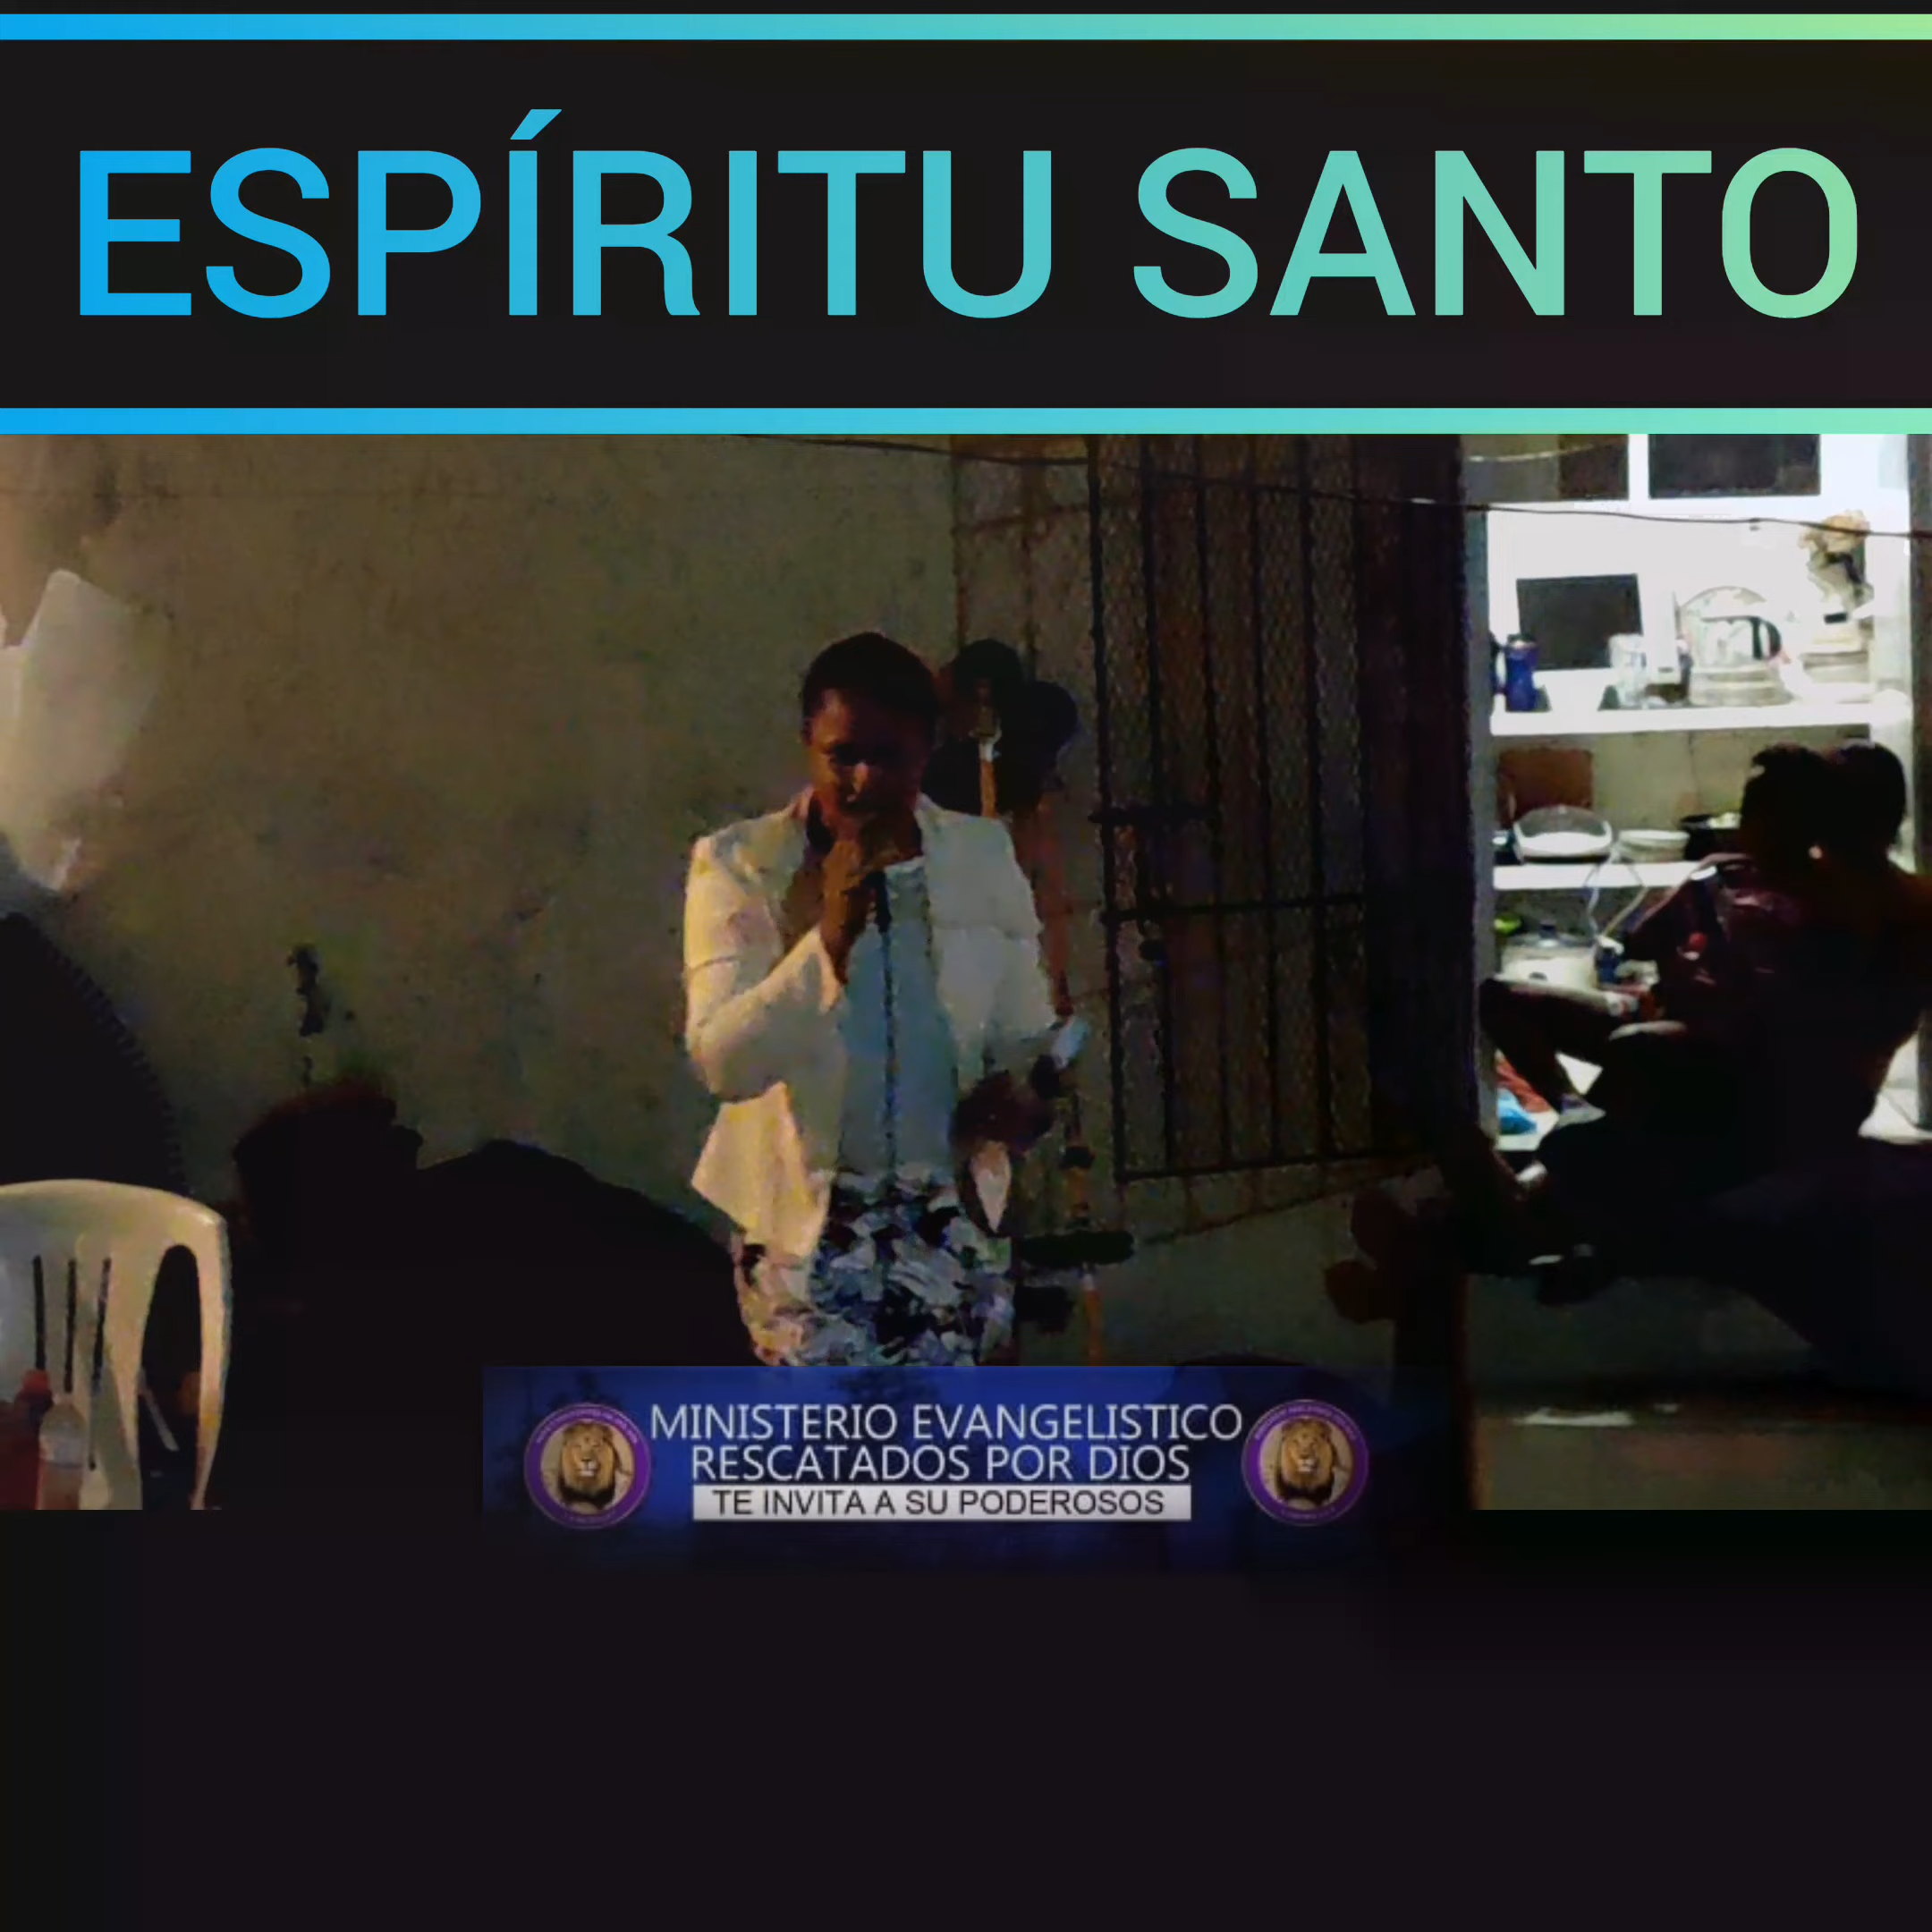 ESPÍRITU SANTO
MINISTERIO EVANGELISTICO
RESCATADOS POR DIOS
TE INVITA A SU PODEROSOS